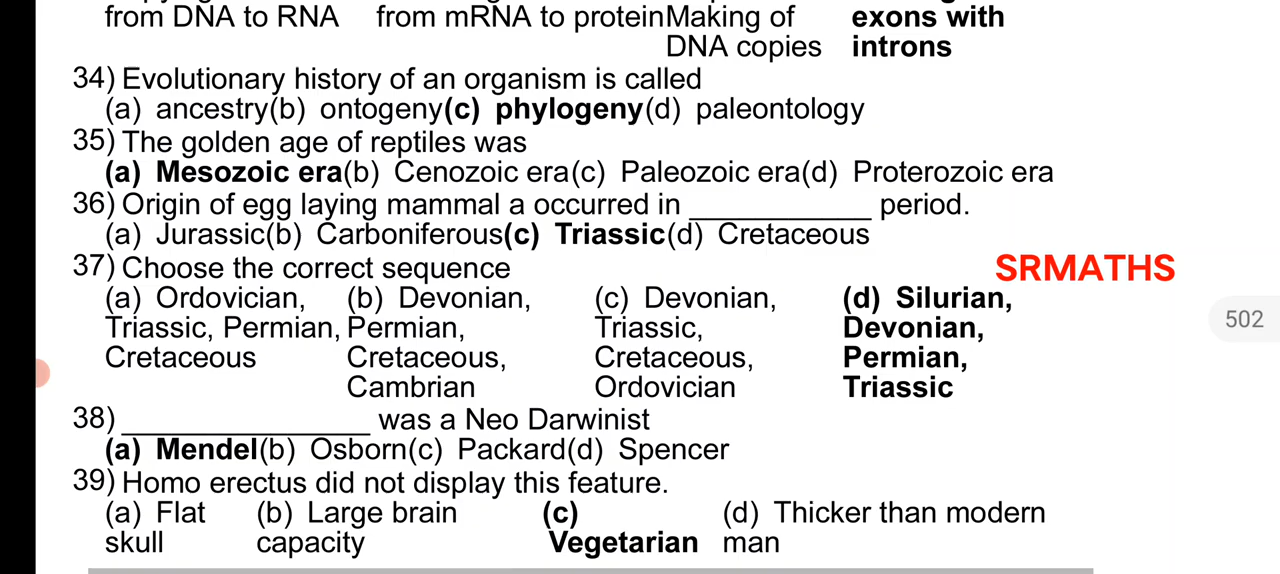 from DNA to RNA from mRNA to protein Making of exons with
DNA copies introns
34) Evolutionary history of an organism is called
(a) ancestry(b) ontogeny(c) phylogeny(d) paleontology
35) The golden age of reptiles was
(a) Mesozoic era(b) Cenozoic era(c) Paleozoic era(d) Proterozoic era
36) Origin of egg laying mammal a occurred in ____________ period.
(a) Jurassic(b) Carboniferous(c) Triassic(d) Cretaceous
37) Choose the correct sequence SRMATHS
(a) Ordovician, (b) Devonian, (c) Devonian, (d) Silurian,
Triassic, Permian, Permian, Triassic, Devonian,
Cretaceous Cretaceous, Cretaceous, Permian,
Cambrian Ordovician Triassic
502
38) ________________ was a Neo Darwinist
(a) Mendel(b) Osborn(c) Packard(d) Spencer
39) Homo erectus did not display this feature.
(a) Flat (b) Large brain (c) (d) Thicker than modern
skull capacity Vegetarian man